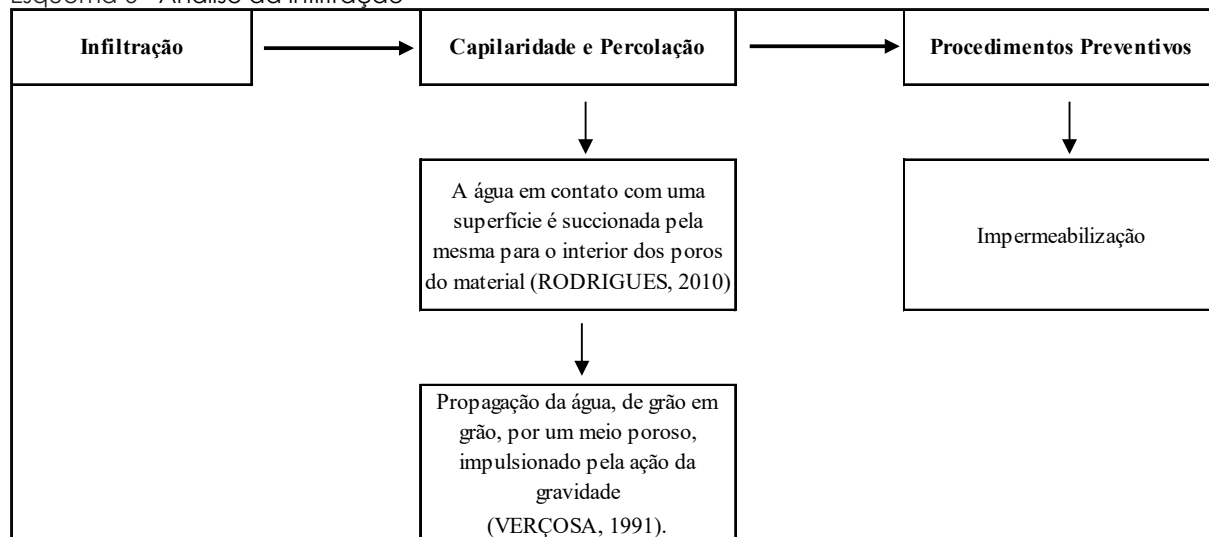 Infiltração
Capilaridade e Percolação
Procedimentos Preventivos
A água em contato com uma
superfície é succionada pela
mesma para o interior dos poros
do material (RODRIGUES, 2010)
Impermeabilização
Propagação da água, de grão em
grão, por um meio poroso,
impulsionado pela ação da
gravidade
(VERÇOSA, 1991).